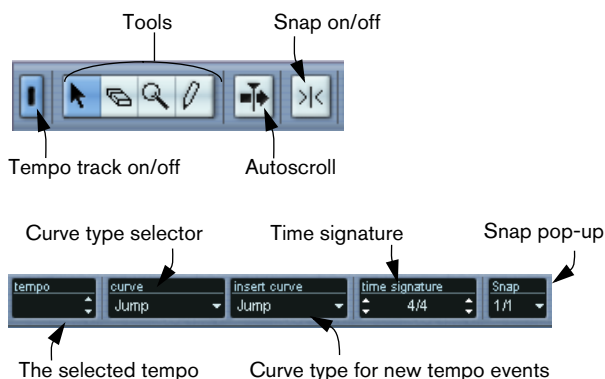 Tools
Snap on/off
Tempo track on/off
Autoscroll
Curve type selector
Time signature
Snap pop-up
tempo
curve
insert curve
time signature
Snap
Jump
Jump
4/4
1/1
The selected tempo
Curve type for new tempo events